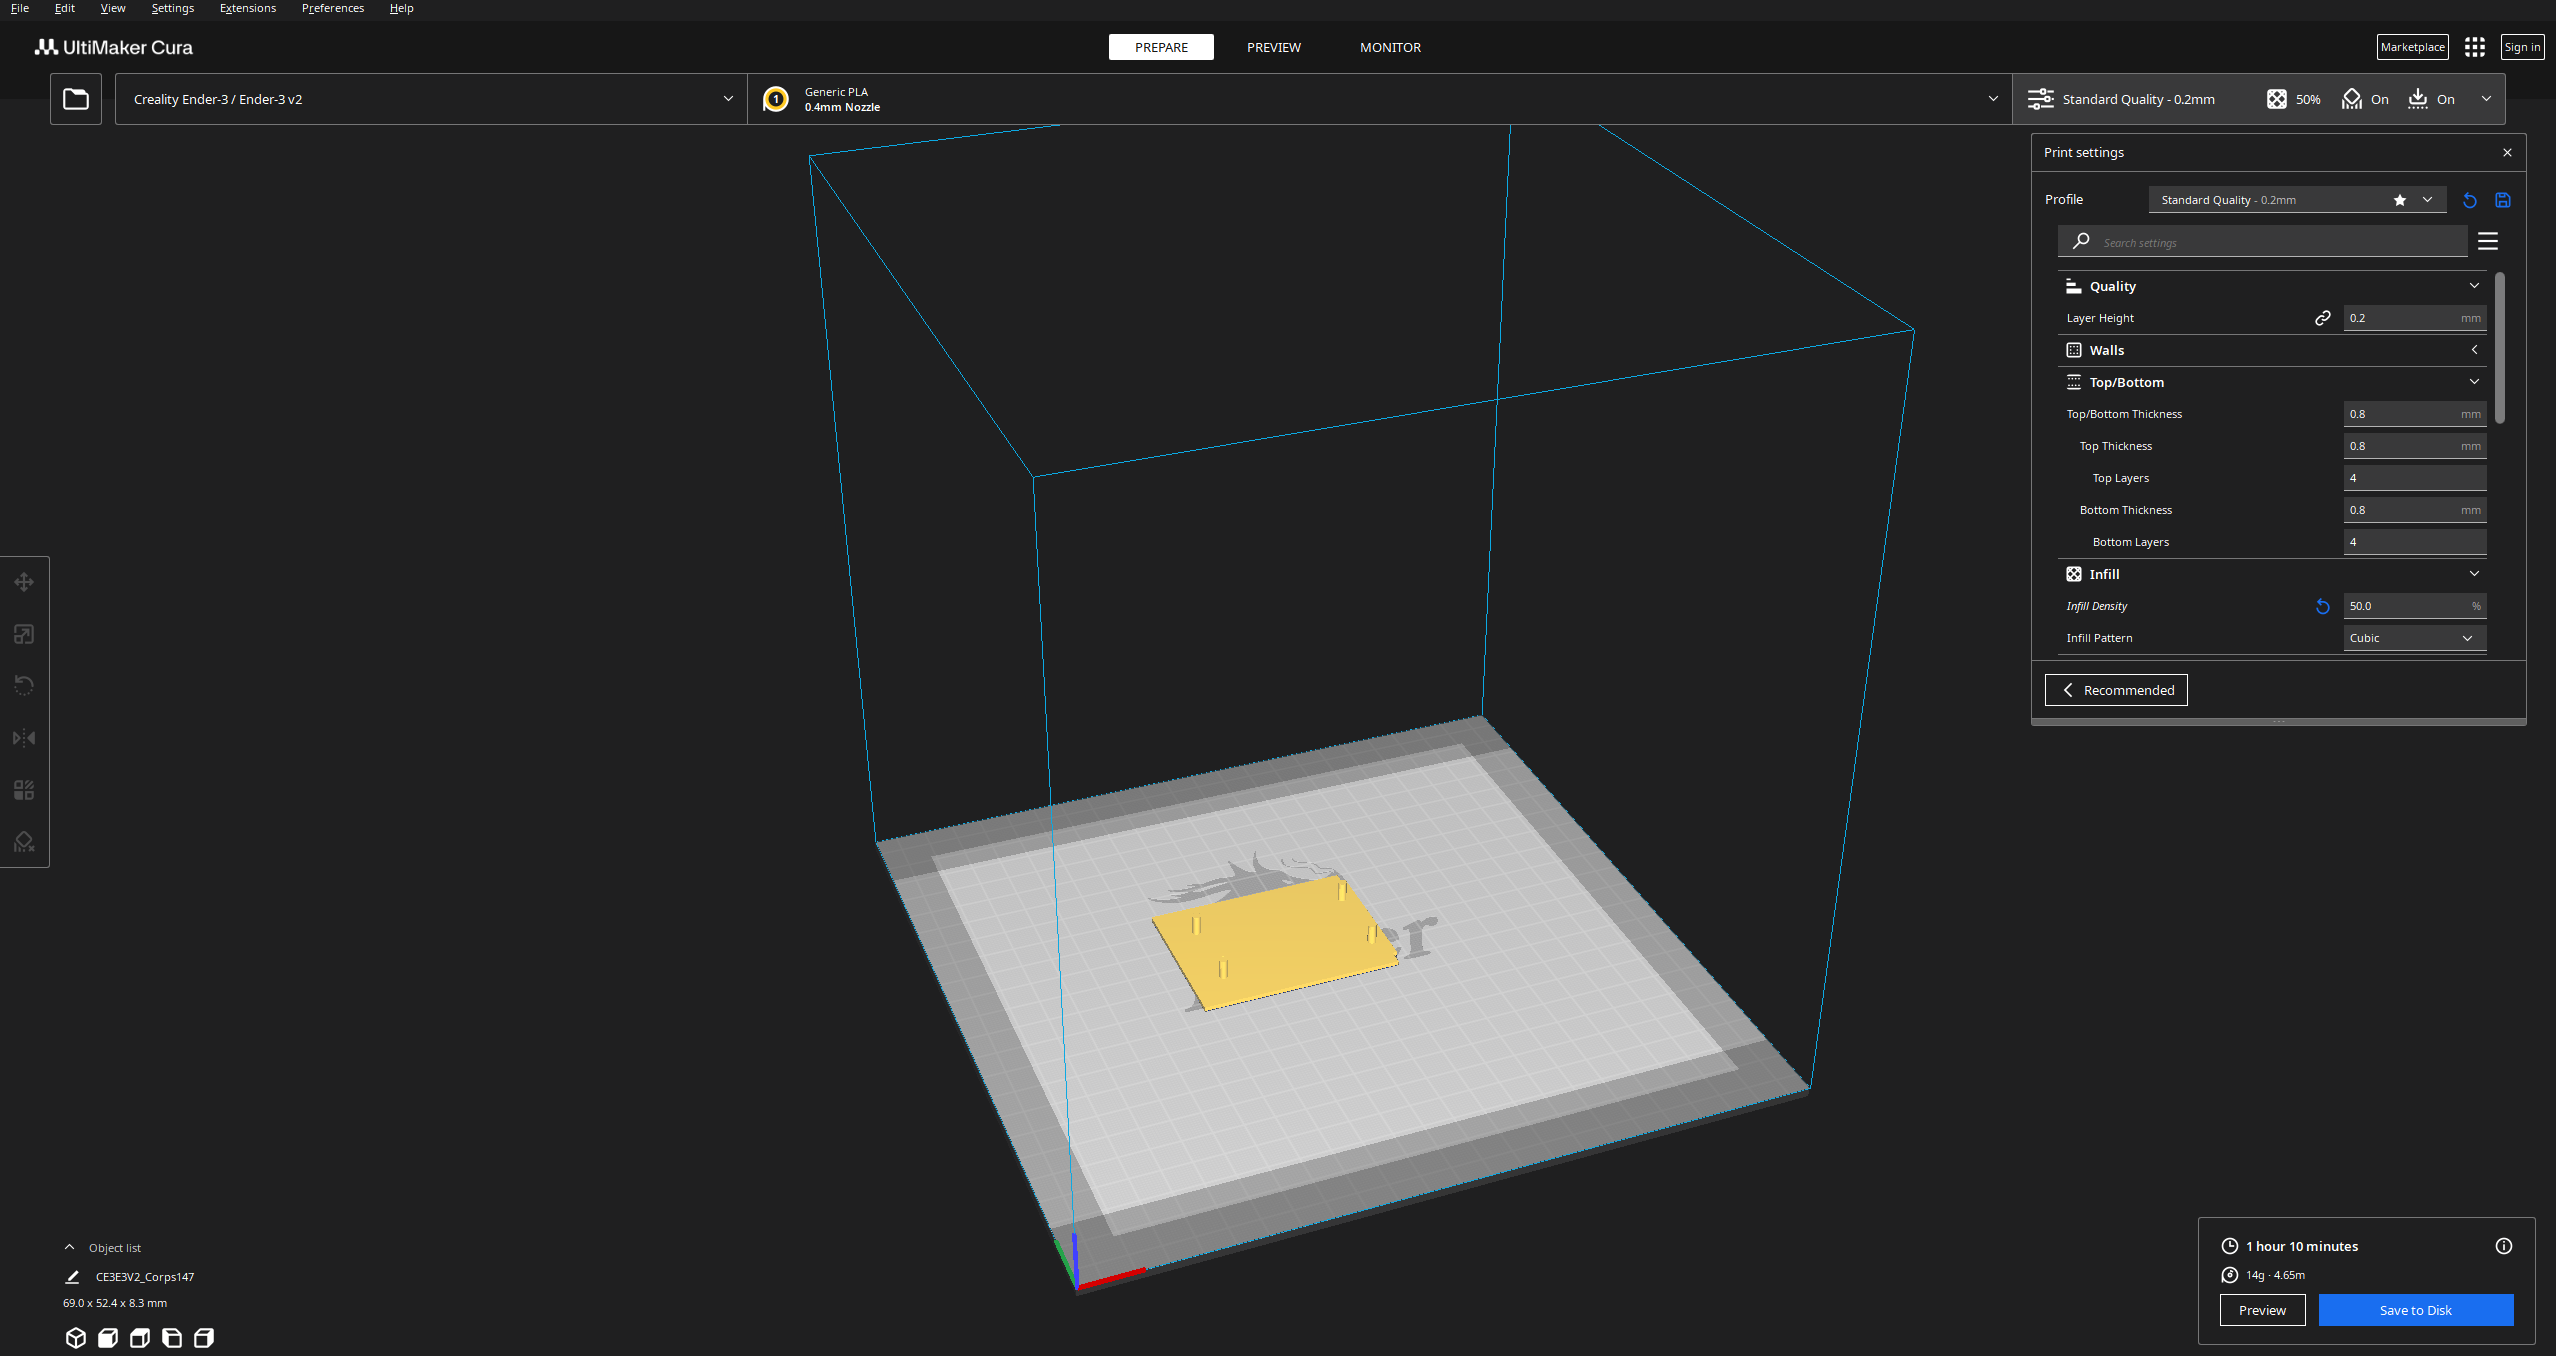 File Edit View Settings Extensions Preferences Help
UltiMaker Cura
PREPARE PREVIEW MONITOR
Marketplace
Sign in
Creality Ender-3 / Ender-3 v2
1
Generic PLA
0.4mm Nozzle
Standard Quality - 0.2mm 50% On On
Print settings
Profile Standard Quality - 0.2mm
Search settings
Quality
Layer Height 0.2 mm
Walls
Top/Bottom
Top/Bottom Thickness 0.8 mm
Top Thickness 0.8 mm
Top Layers 4
Bottom Thickness 0.8 mm
Bottom Layers 4
Infill
Infill Density 50.0 %
Infill Pattern Cubic
Recommended
Object list
CE3E3V2_Corps147
69.0 x 52.4 x 8.3 mm
1 hour 10 minutes
14g · 4.65m
Preview Save to Disk